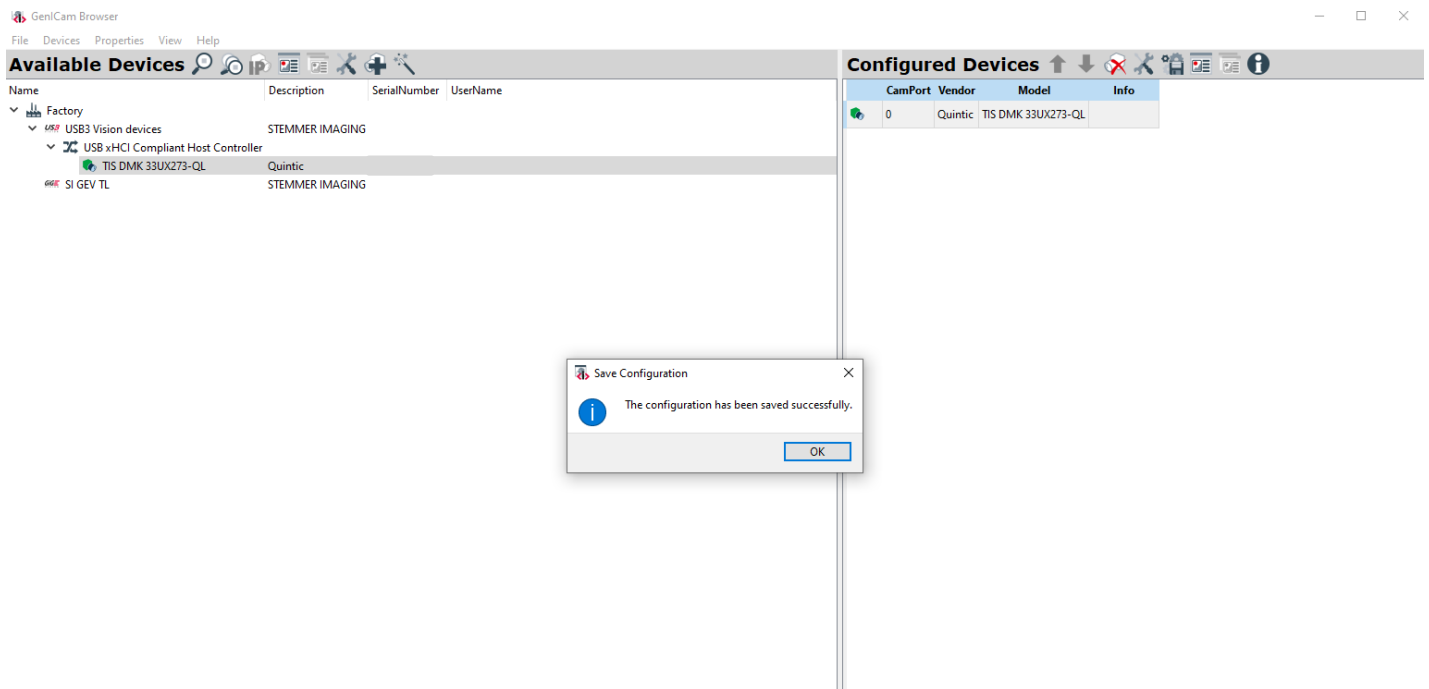 GenICam Browser
File Devices Properties View Help
Available Devices IP
Configured Devices
Name Description SerialNumber UserName
CamPort Vendor Model Info
Factory
0 Quintic TIS DMK 33UX273-QL
USB3 Vision devices STEMMER IMAGING
USB xHCI Compliant Host Controller
TIS DMK 33UX273-QL Quintic
SI GEV TL STEMMER IMAGING
Save Configuration
The configuration has been saved successfully.
OK